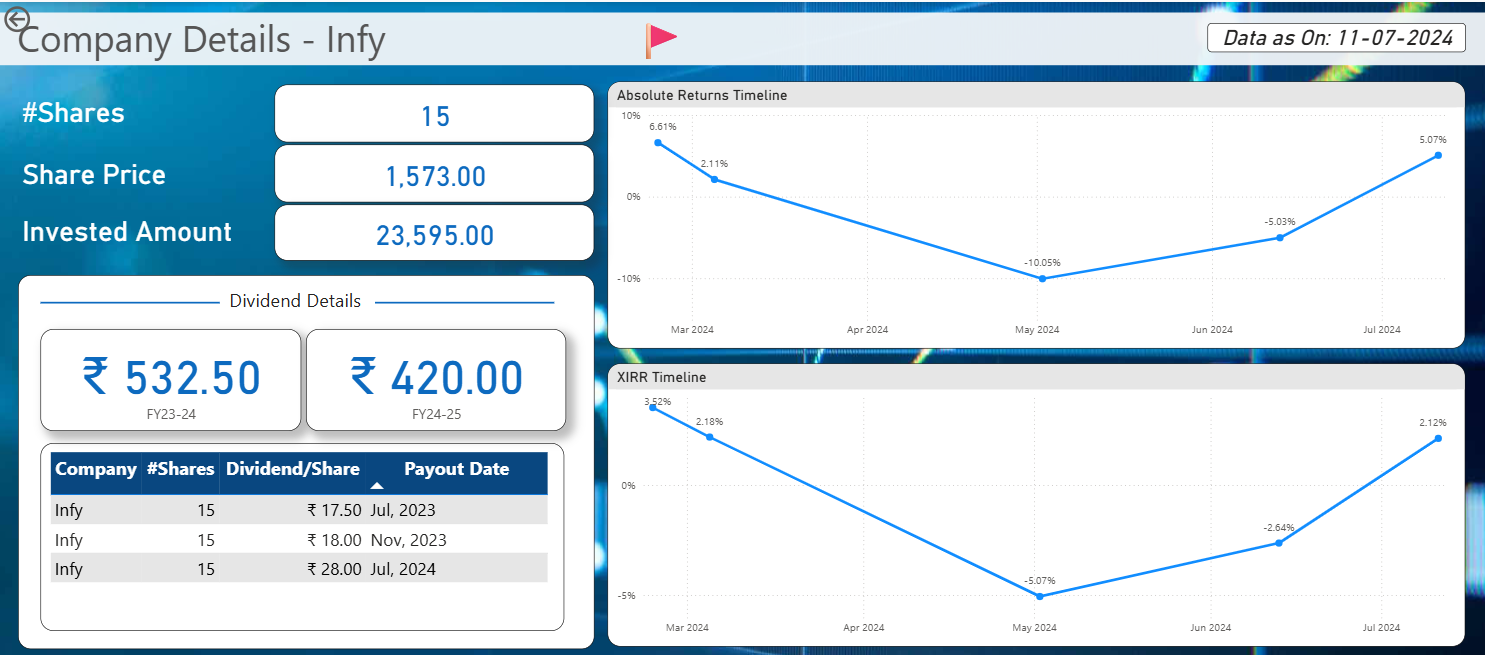 Company Details - Infy
Data as On: 11-07-2024
#Shares
15
Share Price
1,573.00
Invested Amount
23,595.00
Dividend Details
₹ 532.50
FY23-24
₹ 420.00
FY24-25
Company #Shares Dividend/Share Payout Date
Infy 15 ₹ 17.50 Jul, 2023
Infy 15 ₹ 18.00 Nov, 2023
Infy 15 ₹ 28.00 Jul, 2024
Absolute Returns Timeline
10%
0%
-10%
6.61%
2.11%
-10.05%
-5.03%
5.07%
Mar 2024 Apr 2024 May 2024 Jun 2024 Jul 2024
XIRR Timeline
0%
-5%
3.52%
2.18%
-5.07%
-2.64%
2.12%
Mar 2024 Apr 2024 May 2024 Jun 2024 Jul 2024